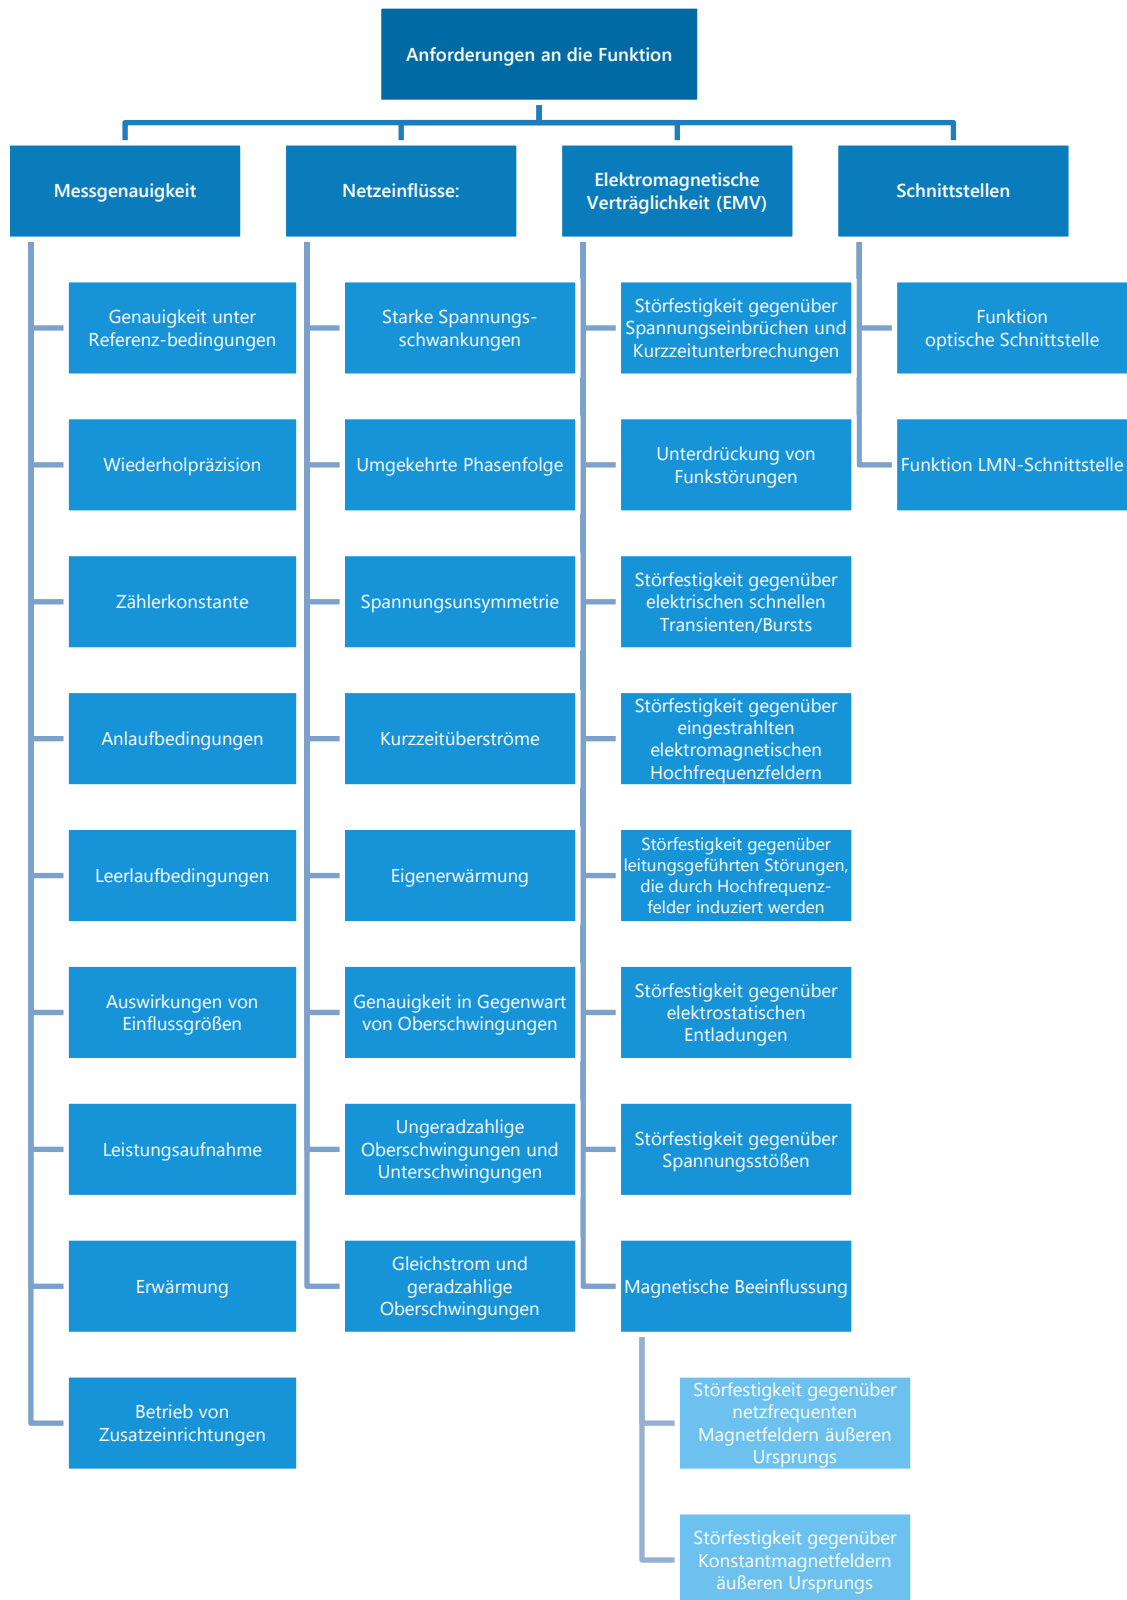 Anforderungen an die Funktion
Messgenauigkeit
Genauigkeit unter
Referenz-bedingungen
Wiederholpräzision
Zählerkonstante
Anlaufbedingungen
Leerlaufbedingungen
Auswirkungen von
Einflussgrößen
Leistungsaufnahme
Erwärmung
Betrieb von
Zusatzeinrichtungen
Netzeinflüsse:
Starke Spannungs-
schwankungen
Umgekehrte Phasenfolge
Spannungsunsymmetrie
Kurzzeitüberströme
Eigenerwärmung
Genauigkeit in Gegenwart
von Oberschwingungen
Ungeradzahlige
Oberschwingungen und
Unterschwingungen
Gleichstrom und
geradzahlige
Oberschwingungen
Elektromagnetische
Verträglichkeit (EMV)
Störfestigkeit gegenüber
Spannungseinbrüchen und
Kurzzeitunterbrechungen
Unterdrückung von
Funkstörungen
Störfestigkeit gegenüber
elektrischen schnellen
Transienten/Bursts
Störfestigkeit gegenüber
eingestrahlten
elektromagnetischen
Hochfrequenzfeldern
Störfestigkeit gegenüber
leitungsgeführten Störungen,
die durch Hochfrequenz-
felder induziert werden
Störfestigkeit gegenüber
elektrostatischen
Entladungen
Störfestigkeit gegenüber
Spannungsstößen
Magnetische Beeinflussung
Störfestigkeit gegenüber
netzfrequenten
Magnetfeldern äußeren
Ursprungs
Störfestigkeit gegenüber
Konstantmagnetfeldern
äußeren Ursprungs
Schnittstellen
Funktion
optische Schnittstelle
Funktion LMN-Schnittstelle